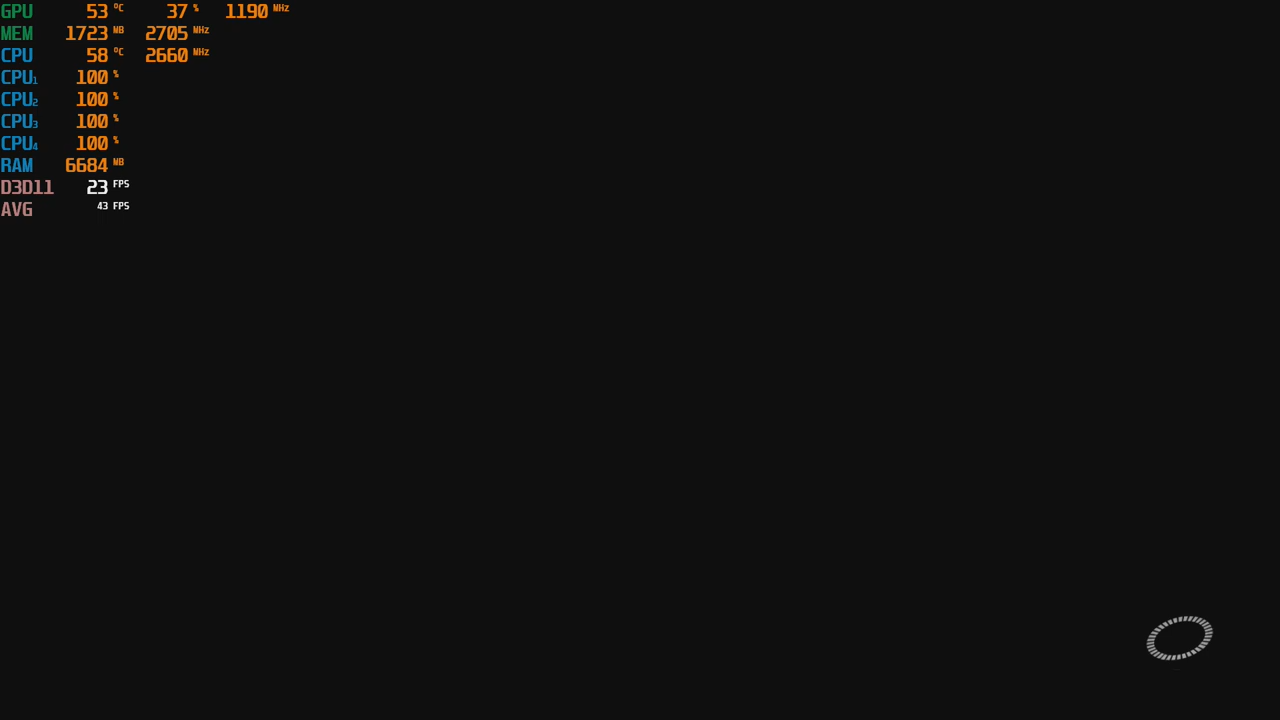 GPU 53 °C 37 % 1190 MHz
MEM 1723 MB 2705 MHz
CPU 58 °C 2660 MHz
CPU1 100 %
CPU2 100 %
CPU3 100 %
CPU4 100 %
RAM 6684 MB
D3D11 23 FPS
AVG 43 FPS